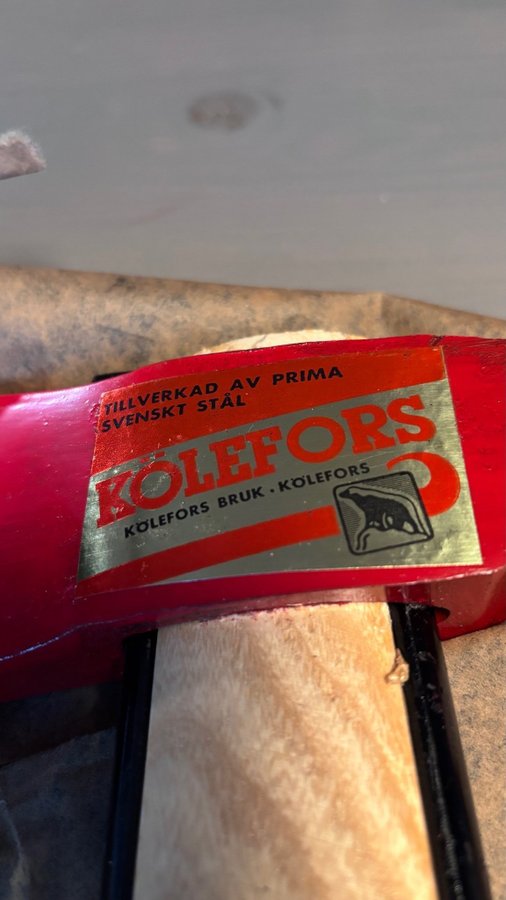 TILLVERKAD AV PRIMA
SVENSKT STÅL
KÖLEFORS
KÖLEFORS BRUK · KÖLEFORS